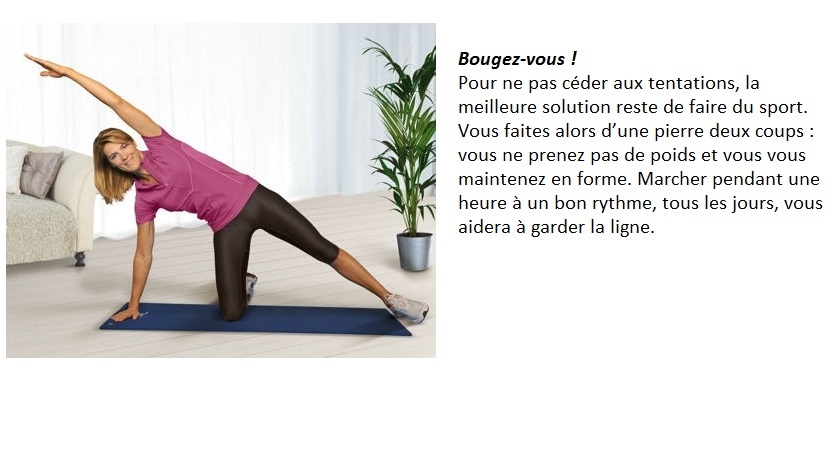 Bougez-vous !
Pour ne pas céder aux tentations, la
meilleure solution reste de faire du sport.
Vous faites alors d’une pierre deux coups :
vous ne prenez pas de poids et vous vous
maintenez en forme. Marcher pendant une
heure à un bon rythme, tous les jours, vous
aidera à garder la ligne.